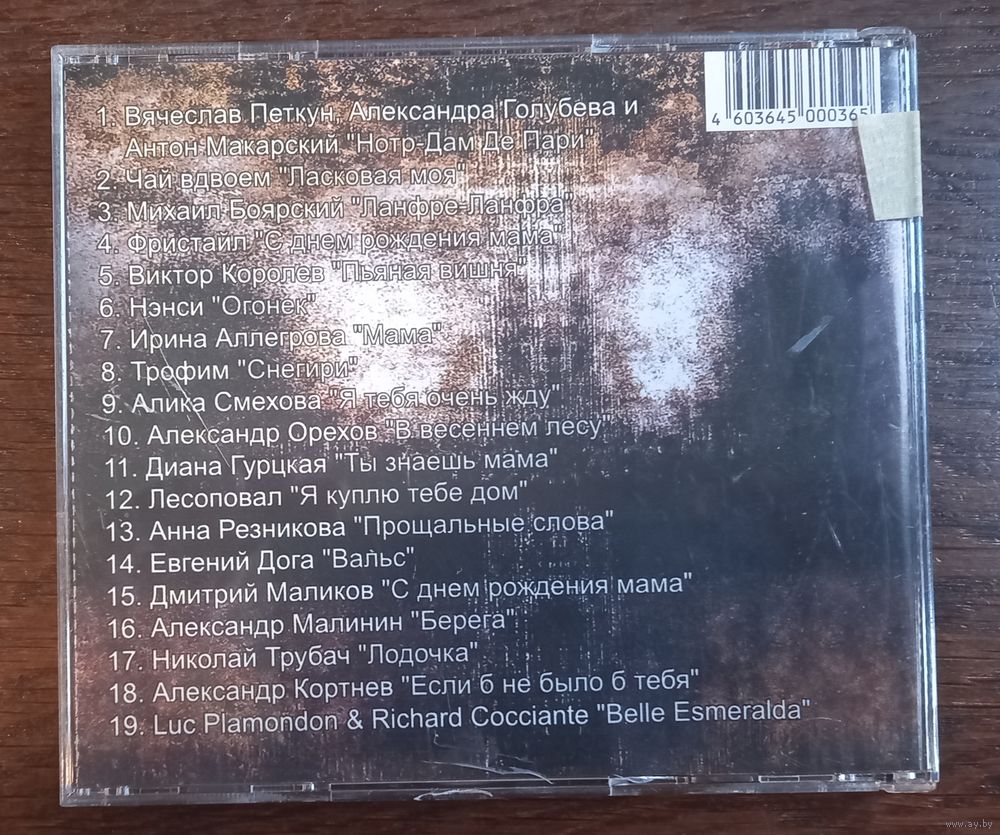 4 603645 000365
1. Вячеслав Петкун, Александра Голубева и
Антон Макарский "Нотр-Дам Де Пари"
2. Чай вдвоем "Ласковая моя"
3. Михаил Боярский "Ланфре-Ланфра"
4. Фристаил "С днем рождения мама"
5. Виктор Королев "Пьяная вишня"
6. Нэнси "Огонек"
7. Ирина Аллегрова "Мама"
8. Трофим "Снегири"
9. Алика Смехова "Я тебя очень жду"
10. Александр Орехов "В весеннем лесу"
11. Диана Гурцкая "Ты знаешь мама"
12. Лесоповал "Я куплю тебе дом"
13. Анна Резникова "Прощальные слова"
14. Евгений Дога "Вальс"
15. Дмитрий Маликов "С днем рождения мама"
16. Александр Малинин "Берега"
17. Николай Трубач "Лодочка"
18. Александр Кортнев "Если б не было б тебя"
19. Luc Plamondon & Richard Cocciante "Belle Esmeralda"
www.ay.by